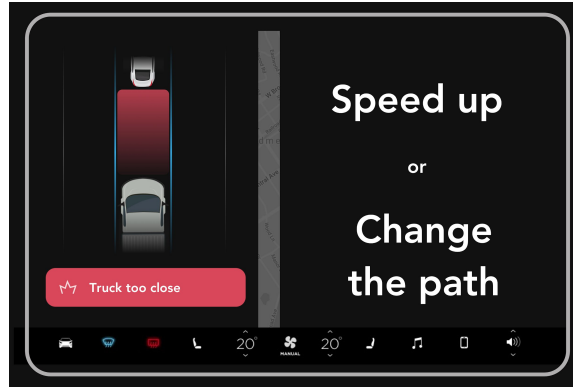 Speed up
or
Change
the path
Truck too close
20°
MANUAL
20°